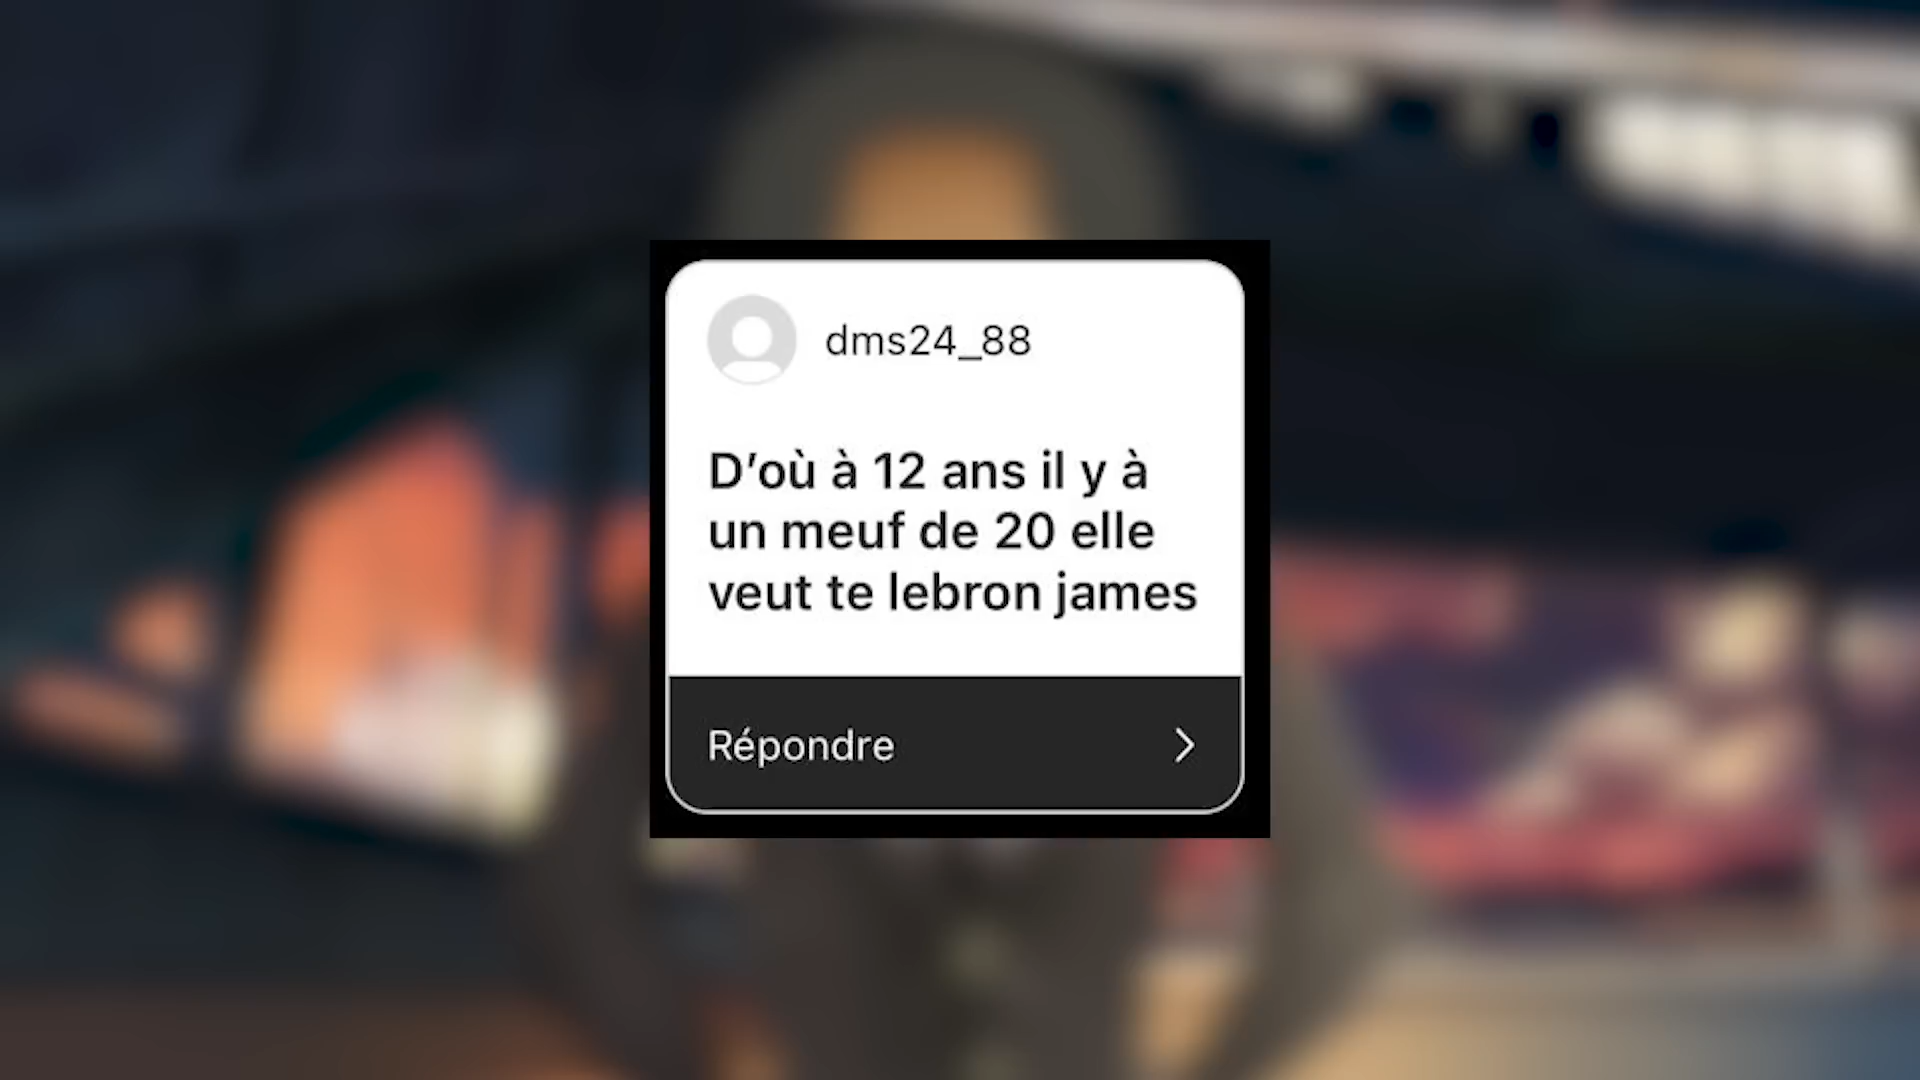 dms24_88
D’où à 12 ans il y à
un meuf de 20 elle
veut te lebron james
Répondre